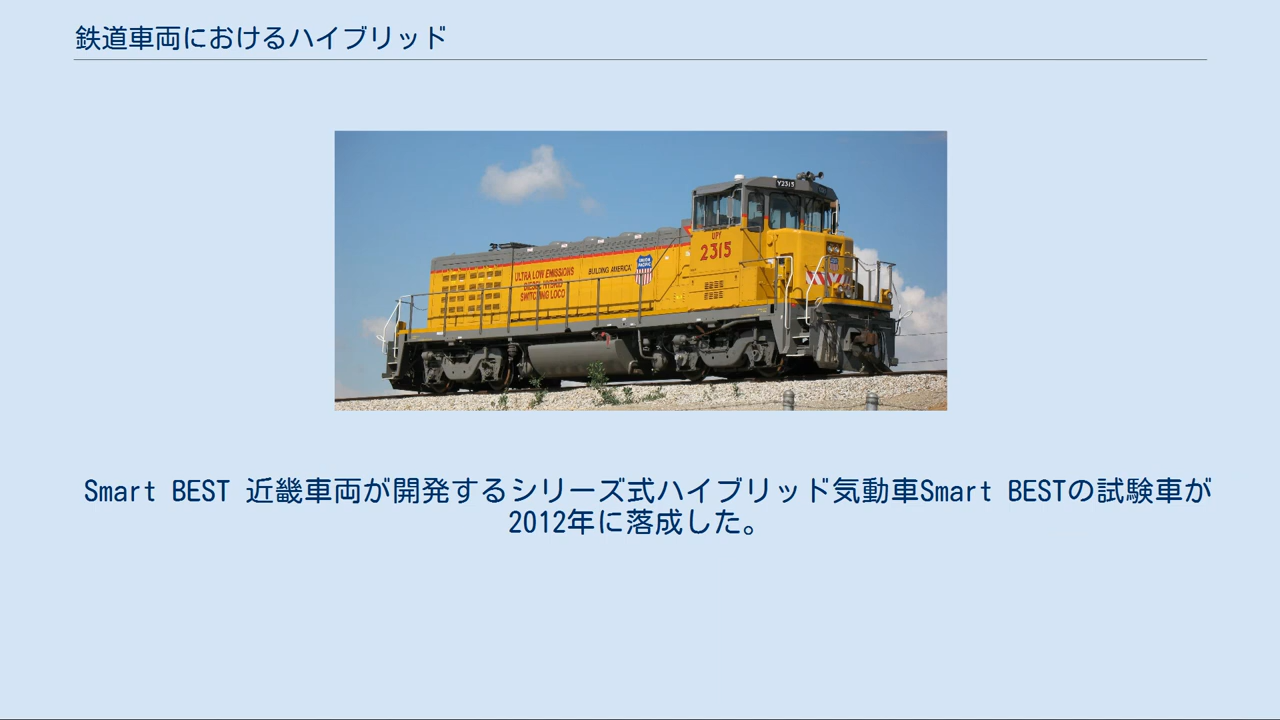 鉄道車両におけるハイブリッド
Y2315
UPY
2315
ULTRA LOW EMISSIONS
DIESEL HYBRID
SWITCHING LOCO
BUILDING AMERICA
UNION
PACIFIC
Smart BEST 近畿車両が開発するシリーズ式ハイブリッド気動車Smart BESTの試験車が
2012年に落成した。